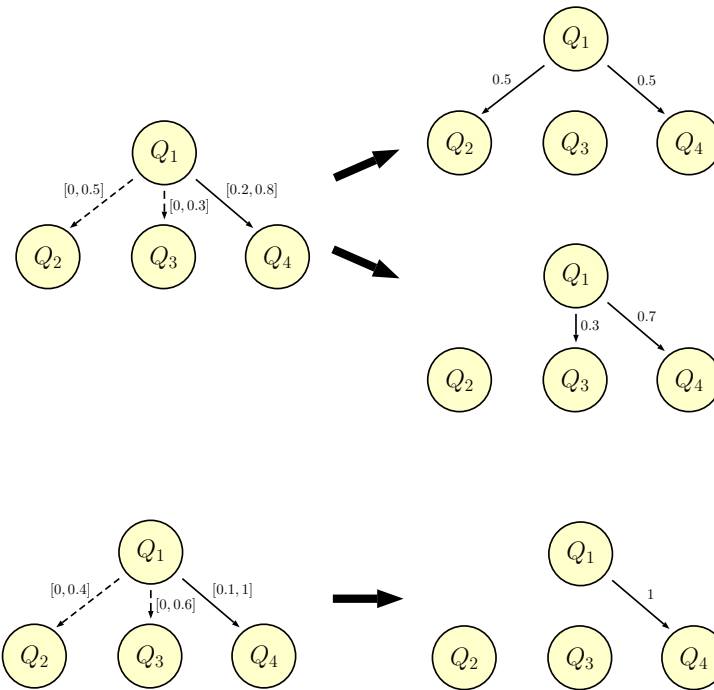 Q1
[0, 0.5]
[0, 0.3]
[0.2, 0.8]
Q2
Q3
Q4
Q1
0.5
0.5
Q2
Q3
Q4
Q1
0.3
0.7
Q2
Q3
Q4
Q1
[0, 0.4]
[0, 0.6]
[0.1, 1]
Q2
Q3
Q4
Q1
1
Q2
Q3
Q4